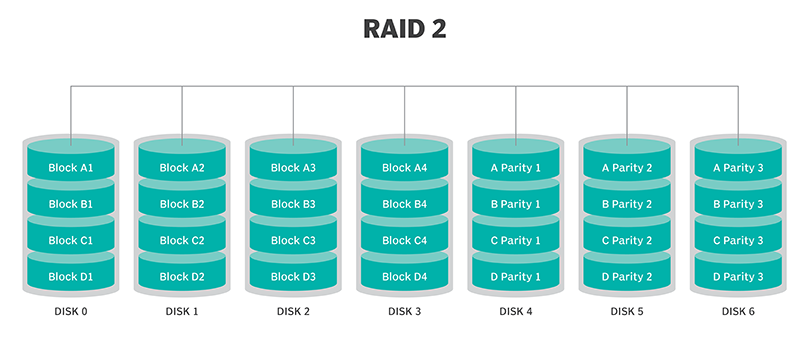 RAID 2
Block A1 Block A2 Block A3 Block A4 A Parity 1 A Parity 2 A Parity 3
Block B1 Block B2 Block B3 Block B4 B Parity 1 B Parity 2 B Parity 3
Block C1 Block C2 Block C3 Block C4 C Parity 1 C Parity 2 C Parity 3
Block D1 Block D2 Block D3 Block D4 D Parity 1 D Parity 2 D Parity 3
DISK 0 DISK 1 DISK 2 DISK 3 DISK 4 DISK 5 DISK 6